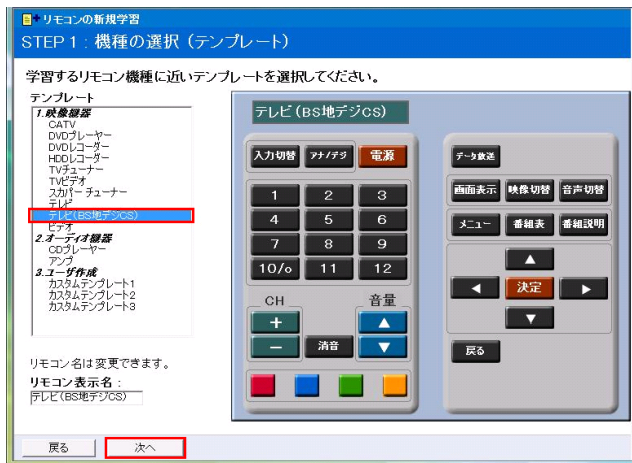 リモコンの新規学習
STEP 1：機種の選択（テンプレート）
学習するリモコン機種に近いテンプレートを選択してください。
テンプレート
1.映像機器
CATV
DVDプレーヤー
DVDレコーダー
HDDレコーダー
TVチューナー
TVビデオ
スカパーチューナー
テレビ
テレビ(BS地デジCS)
ビデオ
2.オーディオ機器
CDプレーヤー
アンプ
3.ユーザ作成
カスタムテンプレート1
カスタムテンプレート2
カスタムテンプレート3
リモコン名は変更できます。
リモコン表示名：
テレビ(BS地デジCS)
テレビ(BS地デジCS)
入力切替 アナ/デジ 電源
1 2 3
4 5 6
7 8 9
10/0 11 12
CH 音量
+
− 消音
データ放送
画面表示 映像切替 音声切替
メニュー 番組表 番組説明
決定
戻る
戻る 次へ